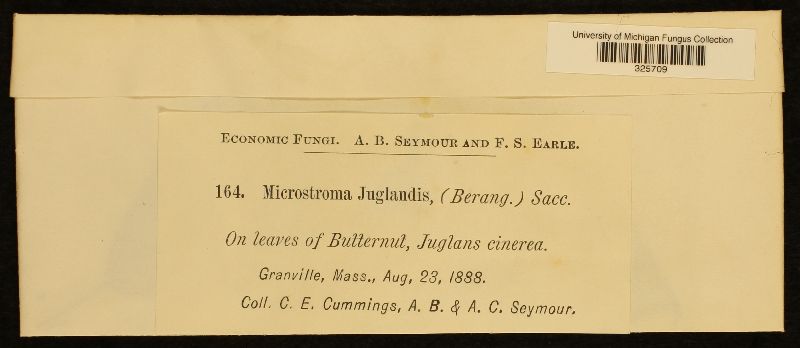 University of Michigan Fungus Collection
325709
Economic Fungi. A. B. Seymour and F. S. Earle.
164. Microstroma Juglandis, (Berang.) Sacc.
On leaves of Butternut, Juglans cinerea.
Granville, Mass., Aug, 23, 1888.
Coll. C. E. Cummings, A. B. & A. C. Seymour.